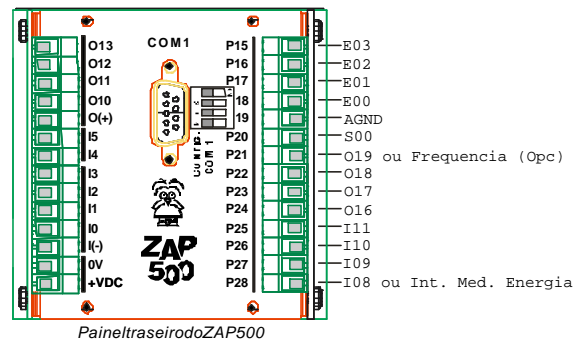 O13 COM1 P15 E03
O12 P16 E02
O11 P17 E01
O10 18 E00
O(+) 19 AGND
I5 P20 S00
I4 P21 O19 ou Frequencia (Opc)
I3 P22 O18
I2 P23 O17
I1 P24 O16
I0 P25 I11
I(-) P26 I10
0V P27 I09
+VDC P28 I08 ou Int. Med. Energia
CONFIG.
COM1
ZAP
500
PaineltraseirodoZAP500